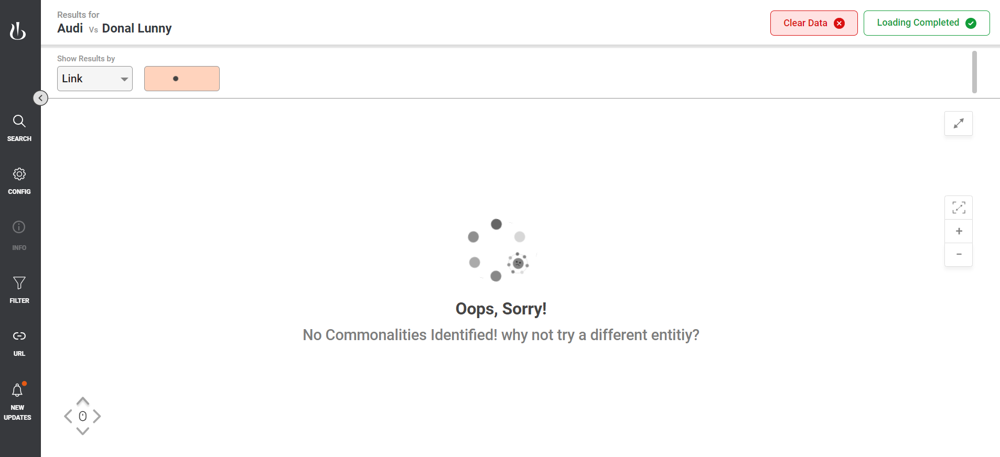 Results for
Audi Vs Donal Lunny
Clear Data
Loading Completed
Show Results by
Link
SEARCH
CONFIG
INFO
FILTER
URL
NEW
UPDATES
Oops, Sorry!
No Commonalities Identified! why not try a different entitiy?